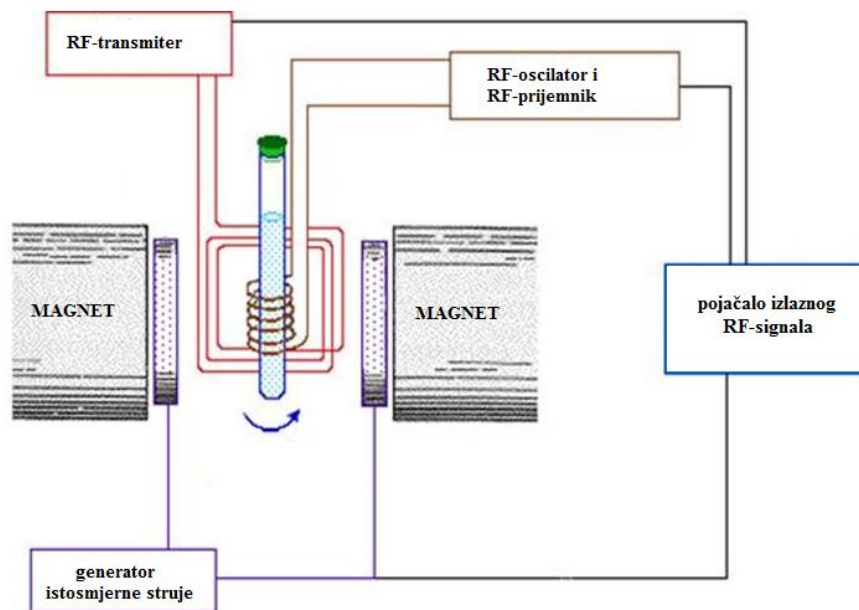 RF-transmiter
RF-oscilator i
RF-prijemnik
MAGNET
MAGNET
pojačalo izlaznog
RF-signala
generator
istosmjerne struje